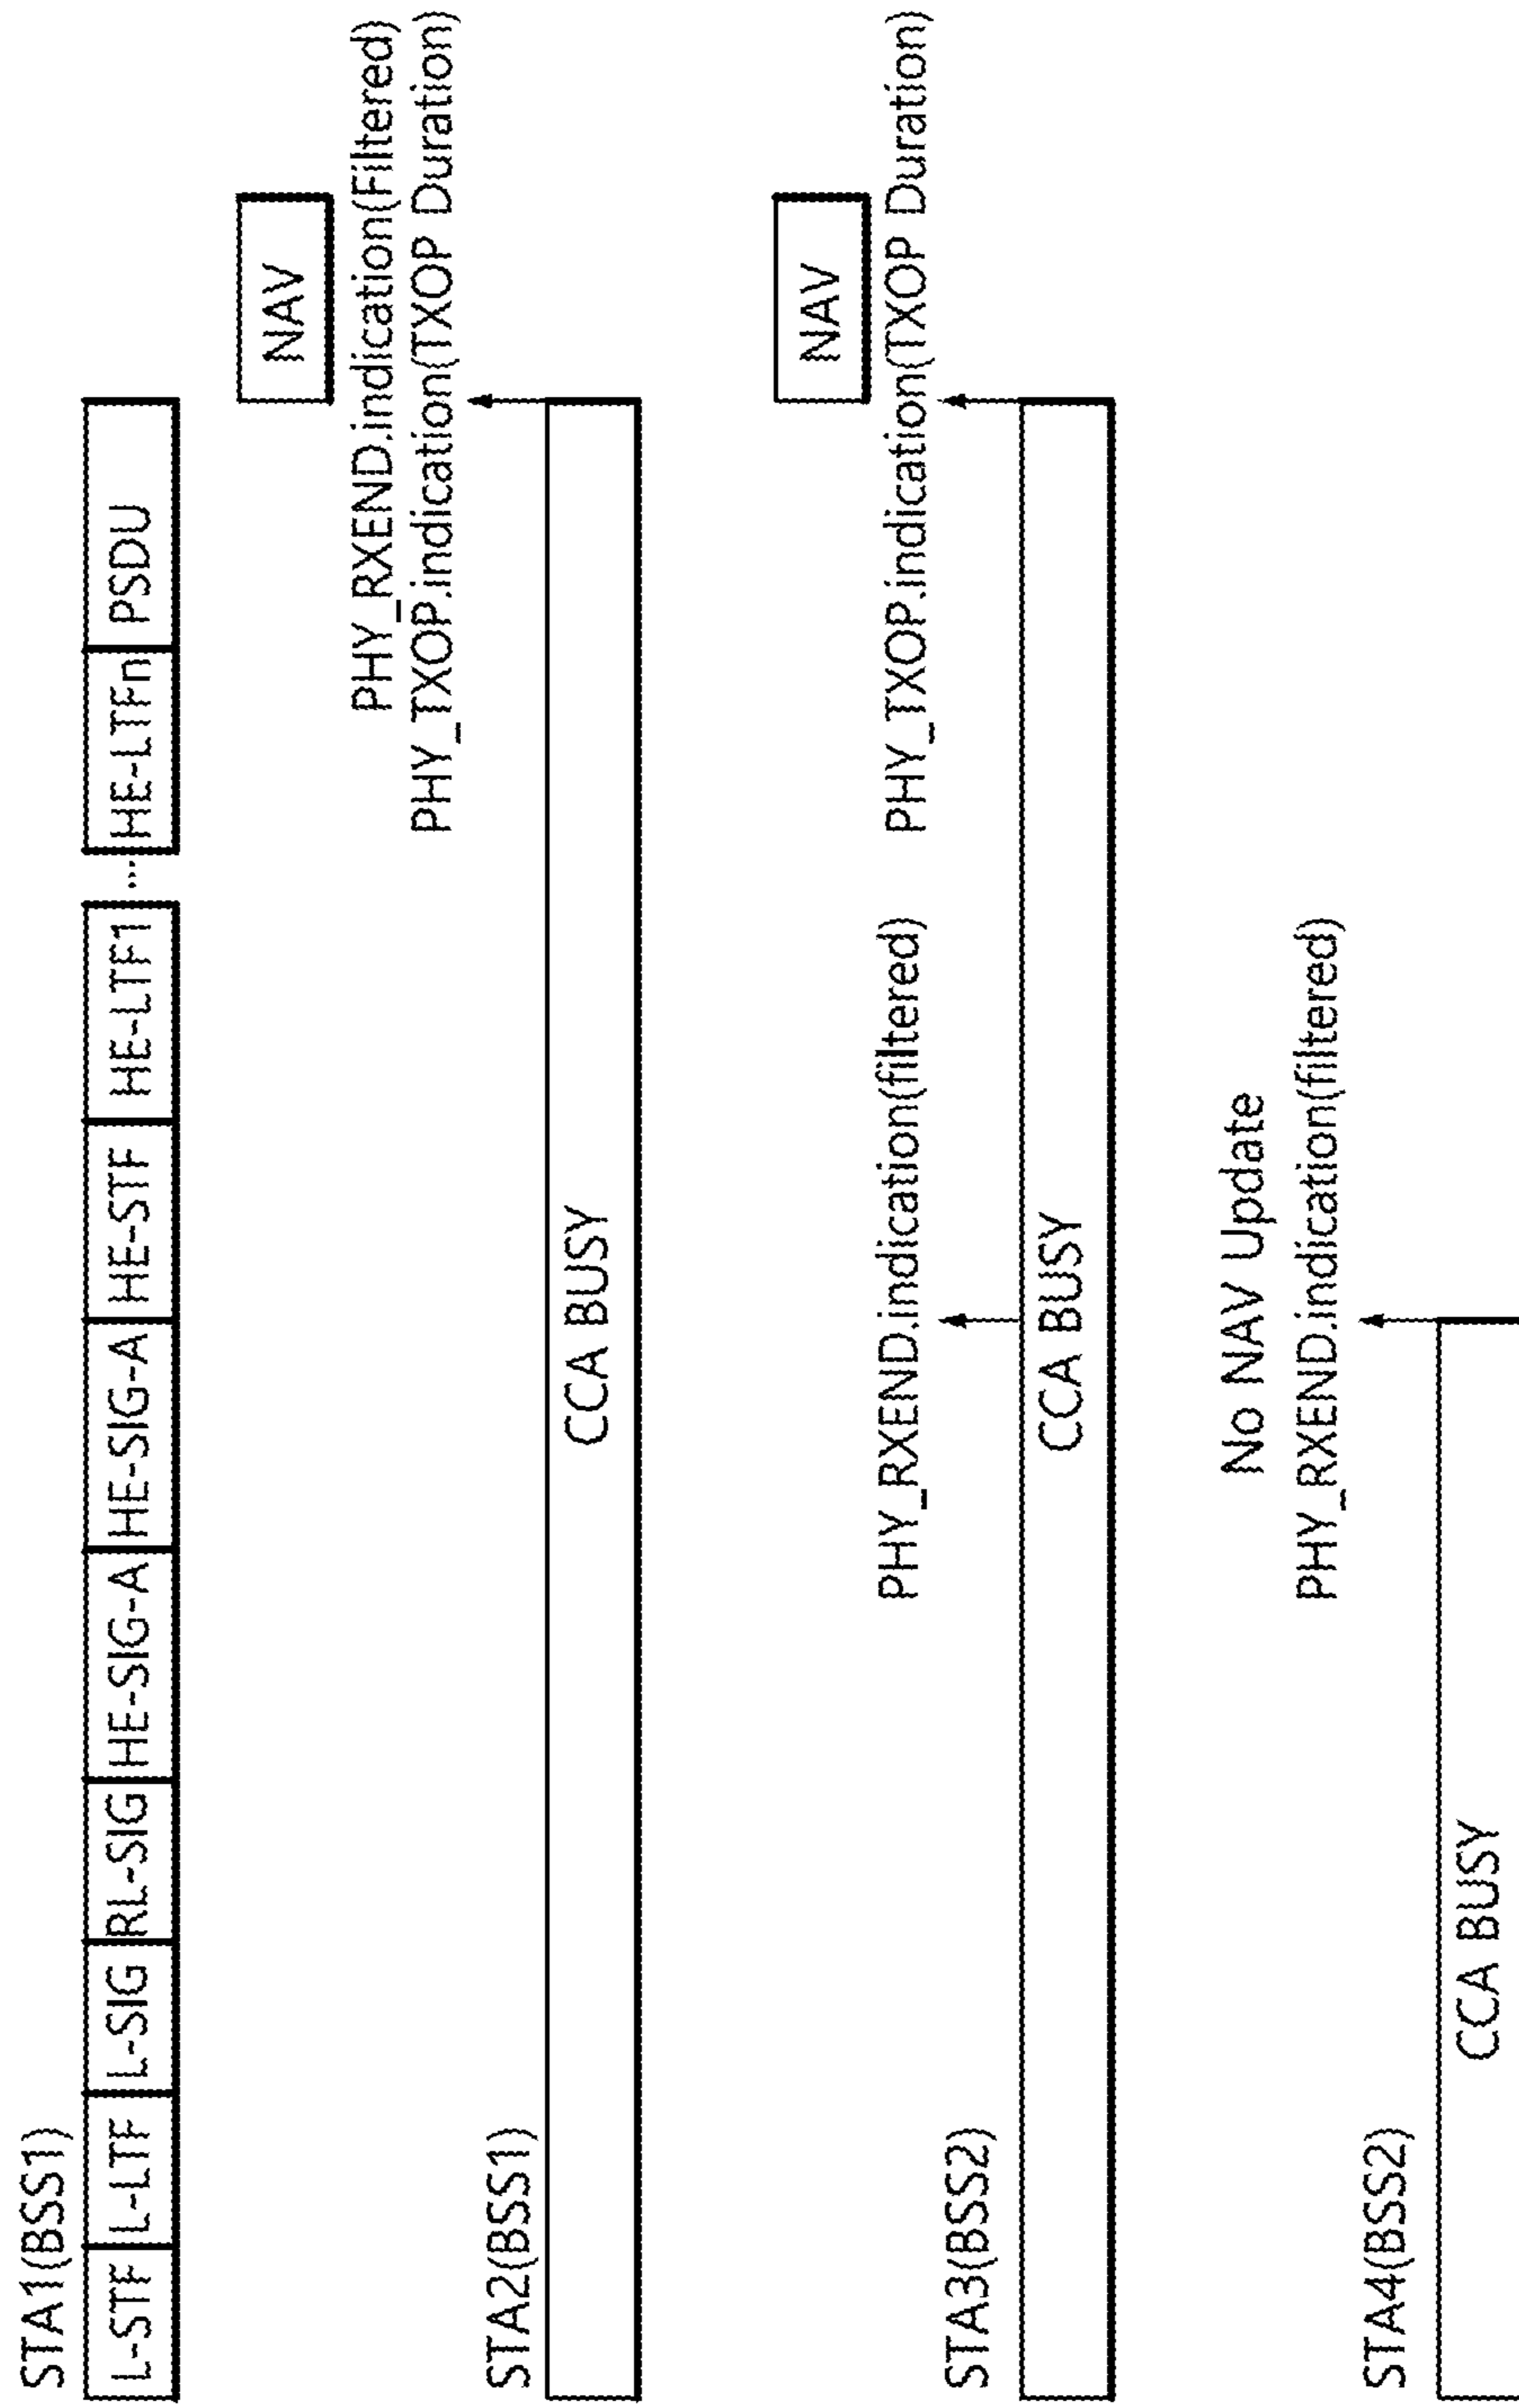 STA1(BSS1)
L-STF L-LTF L-SIG RL-SIG HE-SIG-A HE-SIG-A HE-STF HE-LTF1 ... HE-LTFn PSDU
NAV
PHY_RXEND.indication(Filtered)
PHY_TXOP.indication(TXOP Duration)
STA2(BSS1)
CCA BUSY
NAV
PHY_RXEND.indication(filtered) PHY_TXOP.indication(TXOP Duration)
STA3(BSS2)
CCA BUSY
No NAV Update
PHY_RXEND.indication(filtered)
STA4(BSS2)
CCA BUSY